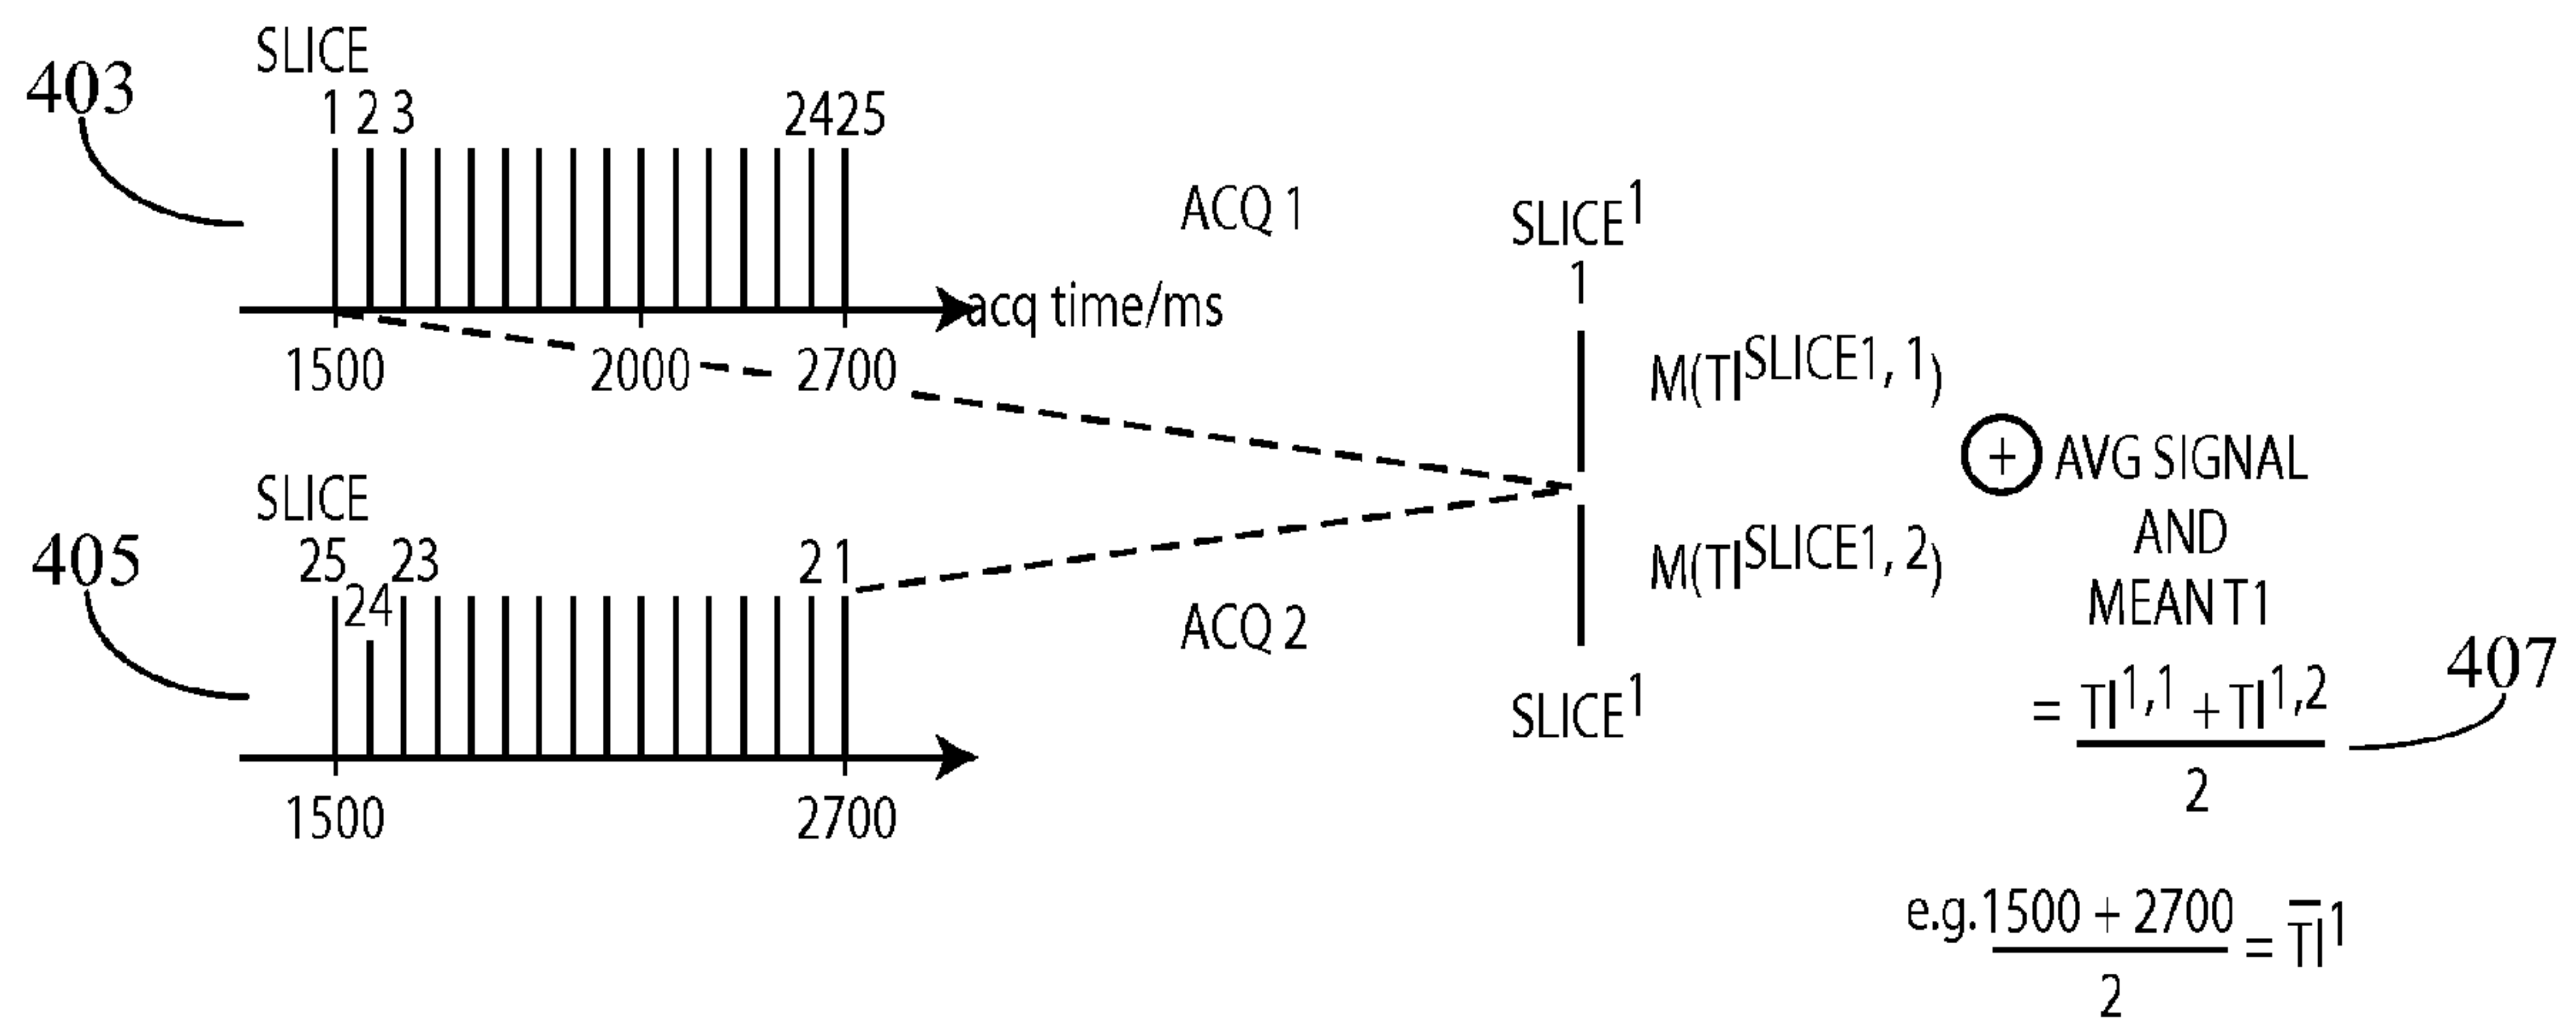 403
SLICE
1 2 3 2425
ACQ 1
acq time/ms
1500 2000 2700
SLICE
405
25 23 21
24
ACQ 2
1500 2700
SLICE1
1
M(TISLICE1, 1)
M(TISLICE1, 2)
SLICE1
+ AVG SIGNAL
AND
MEAN T1
= TI1,1 + TI1,2
2
407
e.g. 1500 + 2700 = TI1
2